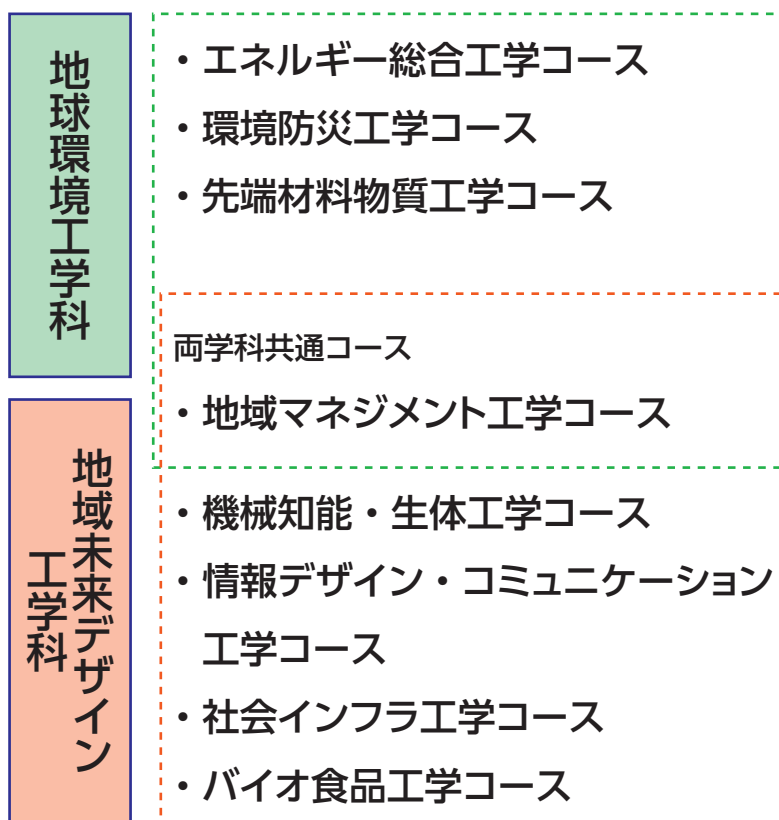 地球環境工学科
・エネルギー総合工学コース
・環境防災工学コース
・先端材料物質工学コース
両学科共通コース
・地域マネジメント工学コース
地域未来デザイン
工学科
・機械知能・生体工学コース
・情報デザイン・コミュニケーション
工学コース
・社会インフラ工学コース
・バイオ食品工学コース